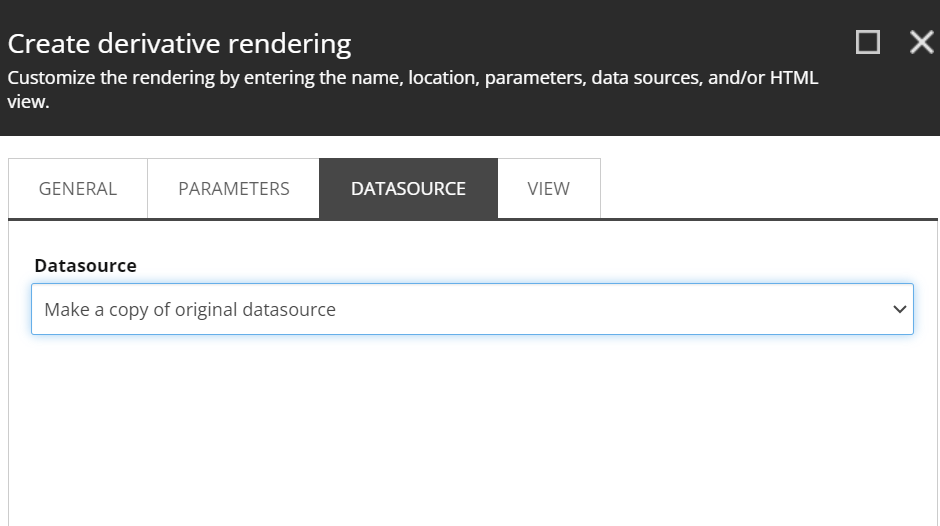 Create derivative rendering
Customize the rendering by entering the name, location, parameters, data sources, and/or HTML
view.
GENERAL PARAMETERS DATASOURCE VIEW
Datasource
Make a copy of original datasource